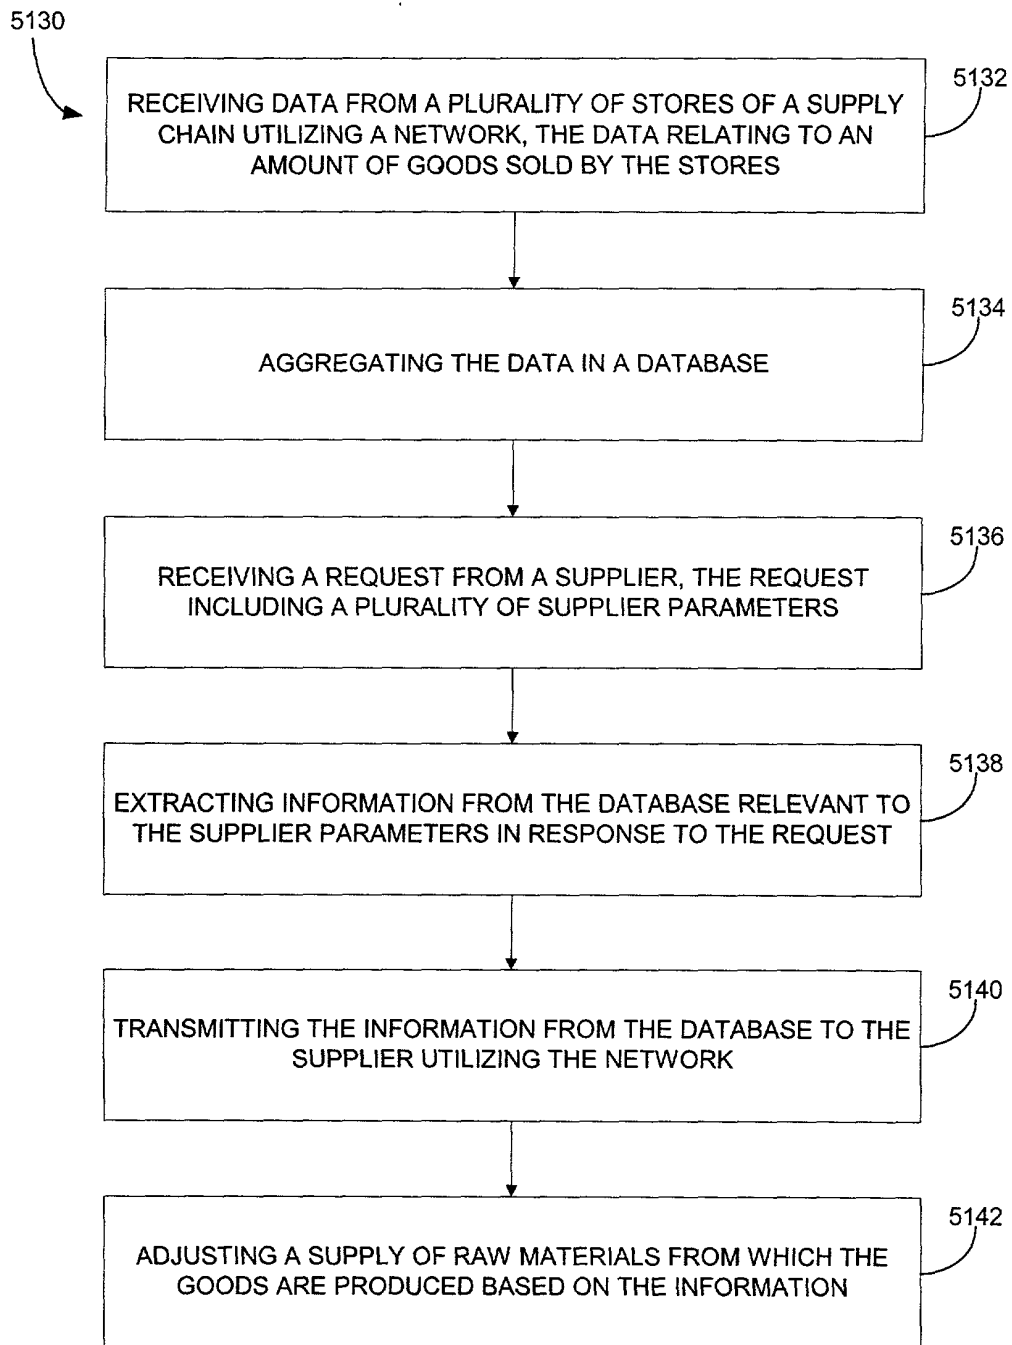 5130
5132
RECEIVING DATA FROM A PLURALITY OF STORES OF A SUPPLY
CHAIN UTILIZING A NETWORK, THE DATA RELATING TO AN
AMOUNT OF GOODS SOLD BY THE STORES
5134
AGGREGATING THE DATA IN A DATABASE
5136
RECEIVING A REQUEST FROM A SUPPLIER, THE REQUEST
INCLUDING A PLURALITY OF SUPPLIER PARAMETERS
5138
EXTRACTING INFORMATION FROM THE DATABASE RELEVANT TO
THE SUPPLIER PARAMETERS IN RESPONSE TO THE REQUEST
5140
TRANSMITTING THE INFORMATION FROM THE DATABASE TO THE
SUPPLIER UTILIZING THE NETWORK
5142
ADJUSTING A SUPPLY OF RAW MATERIALS FROM WHICH THE
GOODS ARE PRODUCED BASED ON THE INFORMATION